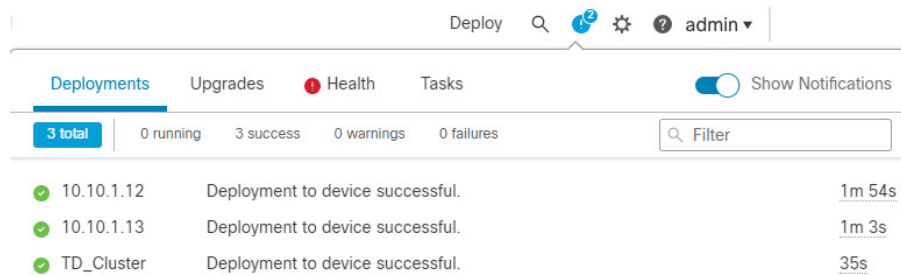 Deploy 2 ? admin
Deployments Upgrades ! Health Tasks Show Notifications
3 total 0 running 3 success 0 warnings 0 failures Filter
10.10.1.12 Deployment to device successful. 1m 54s
10.10.1.13 Deployment to device successful. 1m 3s
TD_Cluster Deployment to device successful. 35s